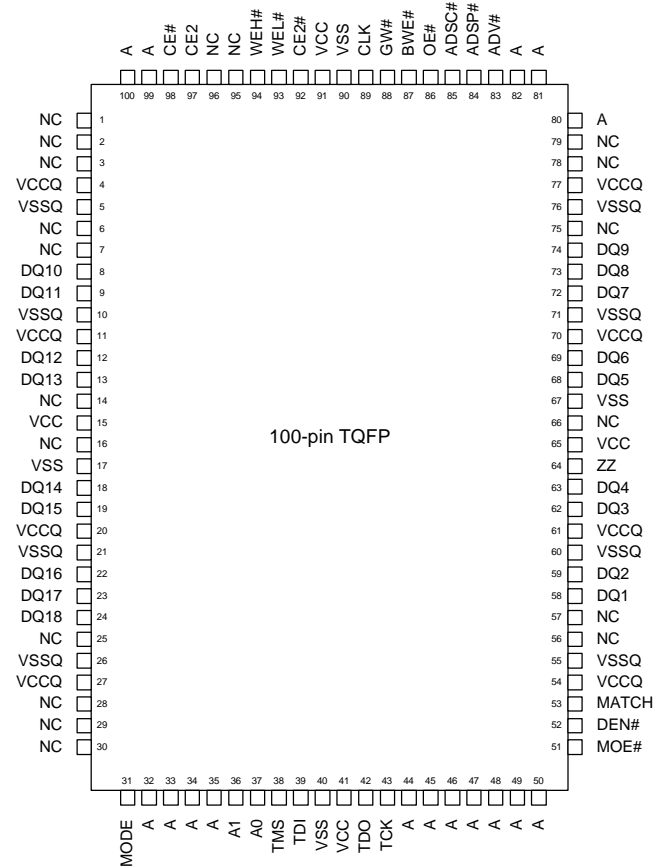 A A CE# CE2 NC NC WEH# WEL# CE2# VCC VSS CLK GW# BWE# OE# ADSC# ADSP# ADV# A A
100 99 98 97 96 95 94 93 92 91 90 89 88 87 86 85 84 83 82 81
NC 1 80 A
NC 2 79 NC
NC 3 78 NC
VCCQ 4 77 VCCQ
VSSQ 5 76 VSSQ
NC 6 75 NC
NC 7 74 DQ9
DQ10 8 73 DQ8
DQ11 9 72 DQ7
VSSQ 10 71 VSSQ
VCCQ 11 70 VCCQ
DQ12 12 69 DQ6
DQ13 13 68 DQ5
NC 14 67 VSS
VCC 15 100-pin TQFP 66 NC
NC 16 65 VCC
VSS 17 64 ZZ
DQ14 18 63 DQ4
DQ15 19 62 DQ3
VCCQ 20 61 VCCQ
VSSQ 21 60 VSSQ
DQ16 22 59 DQ2
DQ17 23 58 DQ1
DQ18 24 57 NC
NC 25 56 NC
VSSQ 26 55 VSSQ
VCCQ 27 54 VCCQ
NC 28 53 MATCH
NC 29 52 DEN#
NC 30 51 MOE#
31 32 33 34 35 36 37 38 39 40 41 42 43 44 45 46 47 48 49 50
MODE A A A A A1 A0 TMS TDI VSS VCC TDO TCK A A A A A A A